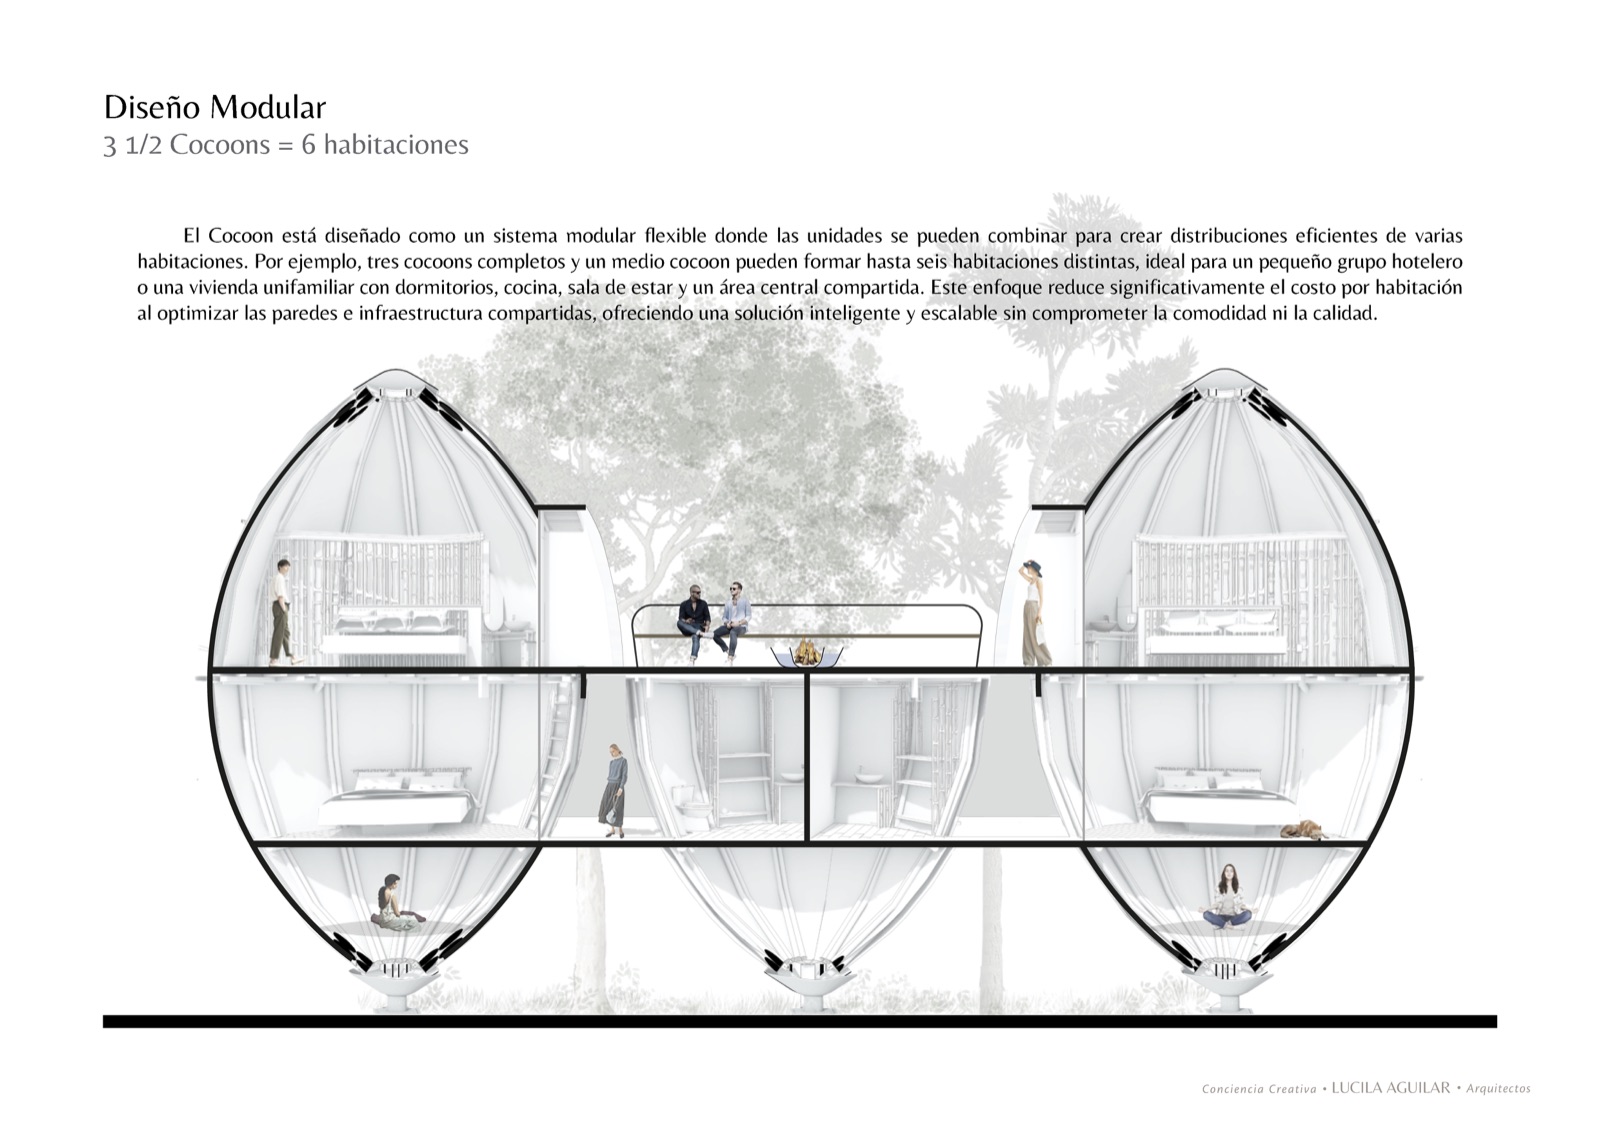 Diseño Modular
3 1/2 Cocoons = 6 habitaciones
El Cocoon está diseñado como un sistema modular flexible donde las unidades se pueden combinar para crear distribuciones eficientes de varias
habitaciones. Por ejemplo, tres cocoons completos y un medio cocoon pueden formar hasta seis habitaciones distintas, ideal para un pequeño grupo hotelero
o una vivienda unifamiliar con dormitorios, cocina, sala de estar y un área central compartida. Este enfoque reduce significativamente el costo por habitación
al optimizar las paredes e infraestructura compartidas, ofreciendo una solución inteligente y escalable sin comprometer la comodidad ni la calidad.
Conciencia Creativa • LUCILA AGUILAR • Arquitectos